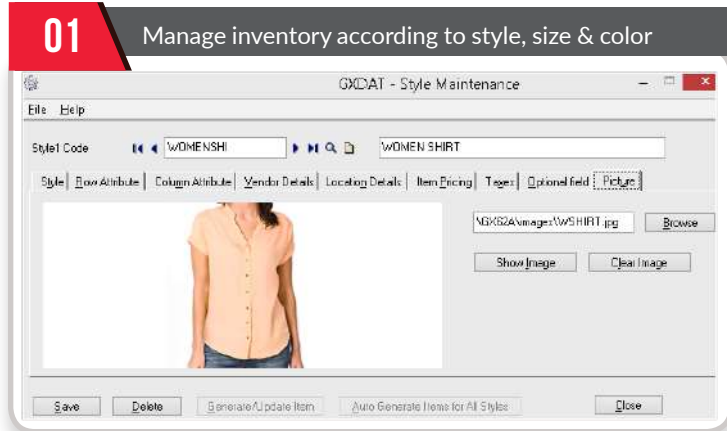 01
Manage inventory according to style, size & color
GXDAT - Style Maintenance
File Help
Style1 Code WOMENSHI WOMEN SHIRT
Style Row Attribute Column Attribute Vendor Details Location Details Item Pricing Taxes Optional field Picture
\GX62A\images\WSHIRT.jpg Browse
Show Image Clear Image
Save Delete Generate/Update Item Auto Generate Items for All Styles Close